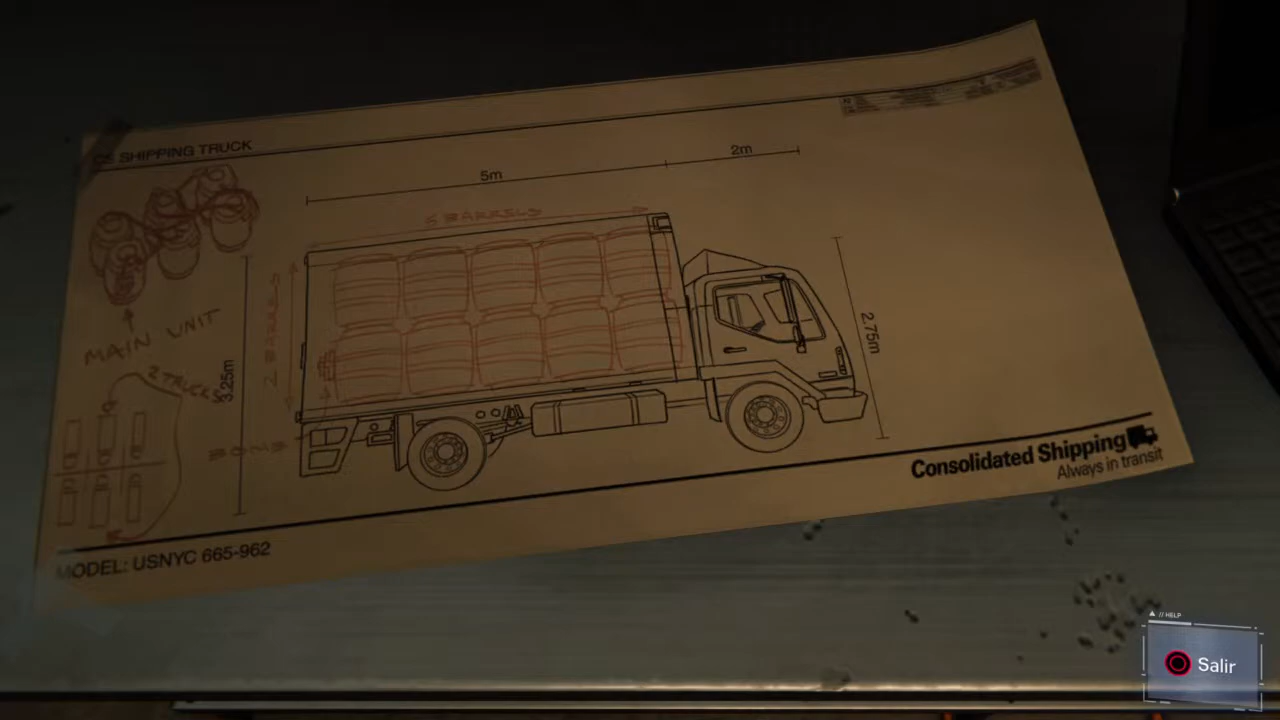 SHIPPING TRUCK
5m
2m
BARRELS
2 BARRELS
MAIN UNIT
2 TRUCKS
3.25m
2.75m
Consolidated Shipping
Always in transit
MODEL: USNYC 665-962
// HELP
Salir